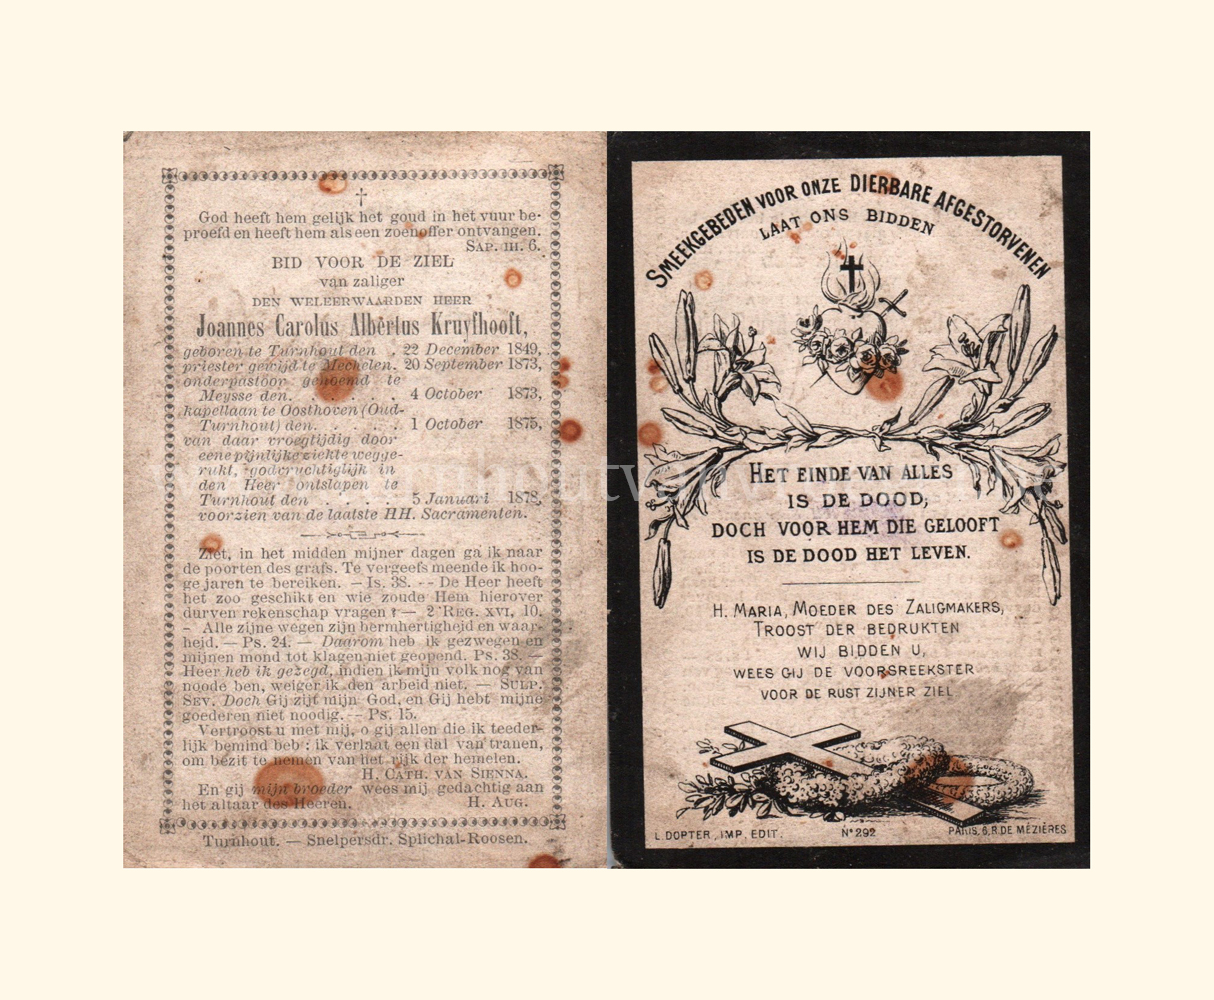 †
God heeft hem gelijk het goud in het vuur be-
proefd en heeft hem als een zoenoffer ontvangen.
SAP. III. 6.
BID VOOR DE ZIEL
van zaliger
DEN WELEERWAARDEN HEER
Joannes Carolus Albertus Kruyfhooft,
geboren te Turnhout den . 22 December 1849,
priester gewijd te Mechelen. 20 September 1873,
onderpastoor genoemd te
Meysse den. . . . . . 4 October 1873,
kapellaan te Oosthoven (Oud-
Turnhout) den. . . . . 1 October 1875,
van daar vroegtijdig door
eene pijnlijke ziekte wegge-
rukt, godvruchtiglijk in
den Heer ontslapen te
Turnhout den . . . . 5 Januari 1878,
voorzien van de laatste HH. Sacramenten.
Ziet, in het midden mijner dagen ga ik naar
de poorten des grafs. Te vergeefs meende ik hoo-
ge jaren te bereiken. — Is. 38. -- De Heer heeft
het zoo geschikt en wie zoude Hem hierover
durven rekenschap vragen ? — 2 REG. XVI, 10.
- Alle zijne wegen zijn bermhertigheid en waar-
heid. — Ps. 24. — Daarom heb ik gezwegen en
mijnen mond tot klagen niet geopend. Ps. 38. —
Heer heb ik gezegd, indien ik mijn volk nog van
noode ben, weiger ik den arbeid niet. — SULP.
SEV. Doch Gij zijt mijn God, en Gij hebt mijne
goederen niet noodig. -- Ps. 15.
Vertroost u met mij, o gij allen die ik teeder-
lijk bemind heb ; ik verlaat een dal van tranen,
om bezit te nemen van het rijk der hemelen.
H. CATH. VAN SIENNA.
En gij mijn broeder wees mij gedachtig aan
het altaar des Heeren. H. AUG.
Turnhout. — Snelpersdr. Splichal-Roosen.
SMEEKGEBEDEN VOOR ONZE DIERBARE AFGESTORVENEN
LAAT ONS BIDDEN
HET EINDE VAN ALLES
IS DE DOOD;
DOCH VOOR HEM DIE GELOOFT
IS DE DOOD HET LEVEN.
H. MARIA, MOEDER DES ZALIGMAKERS,
TROOST DER BEDRUKTEN
WIJ BIDDEN U,
WEES GIJ DE VOORSREEKSTER
VOOR DE RUST ZIJNER ZIEL
L. DOPTER, IMP, EDIT. N° 292 PARIS, 6, R. DE MÉZIÈRES